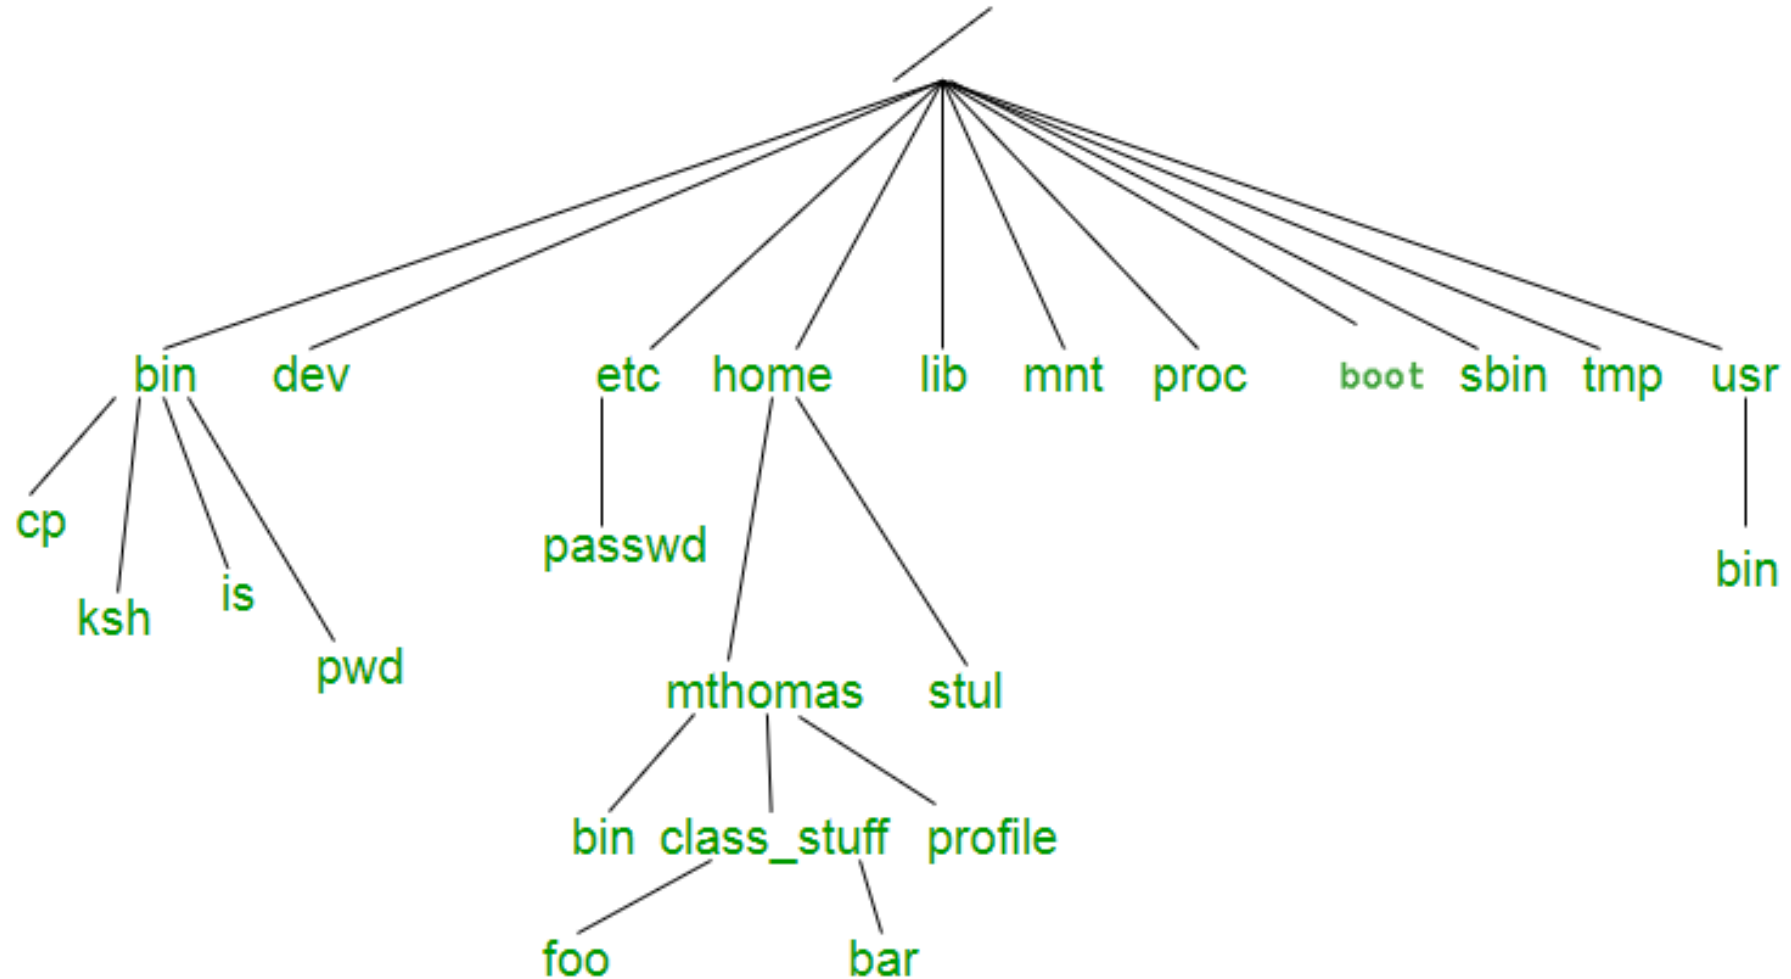 /
bin dev etc home lib mnt proc boot sbin tmp usr
cp
passwd
bin
is
ksh
pwd
mthomas stul
bin class_stuff profile
foo bar